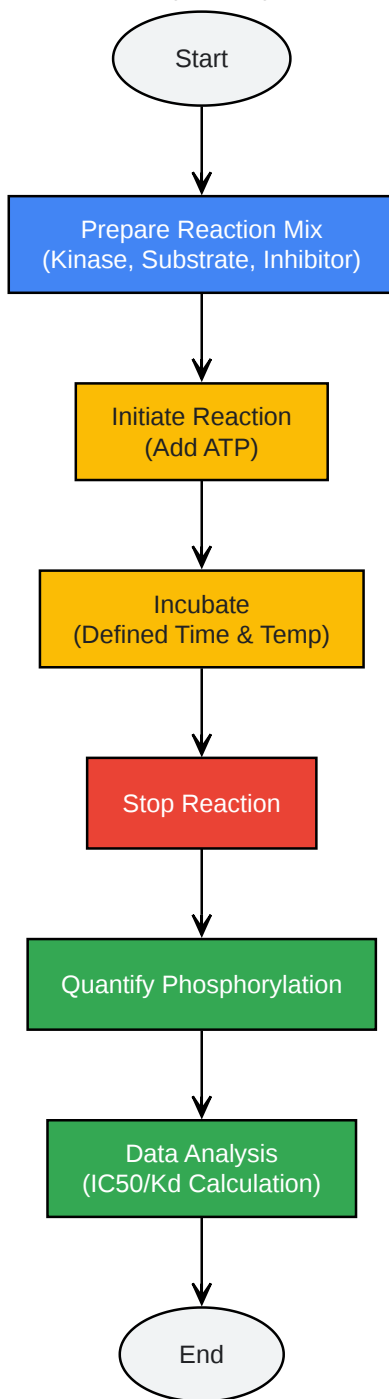 Start
Prepare Reaction Mix
(Kinase, Substrate, Inhibitor)
Initiate Reaction
(Add ATP)
Incubate
(Defined Time & Temp)
Stop Reaction
Quantify Phosphorylation
Data Analysis
(IC50/Kd Calculation)
End